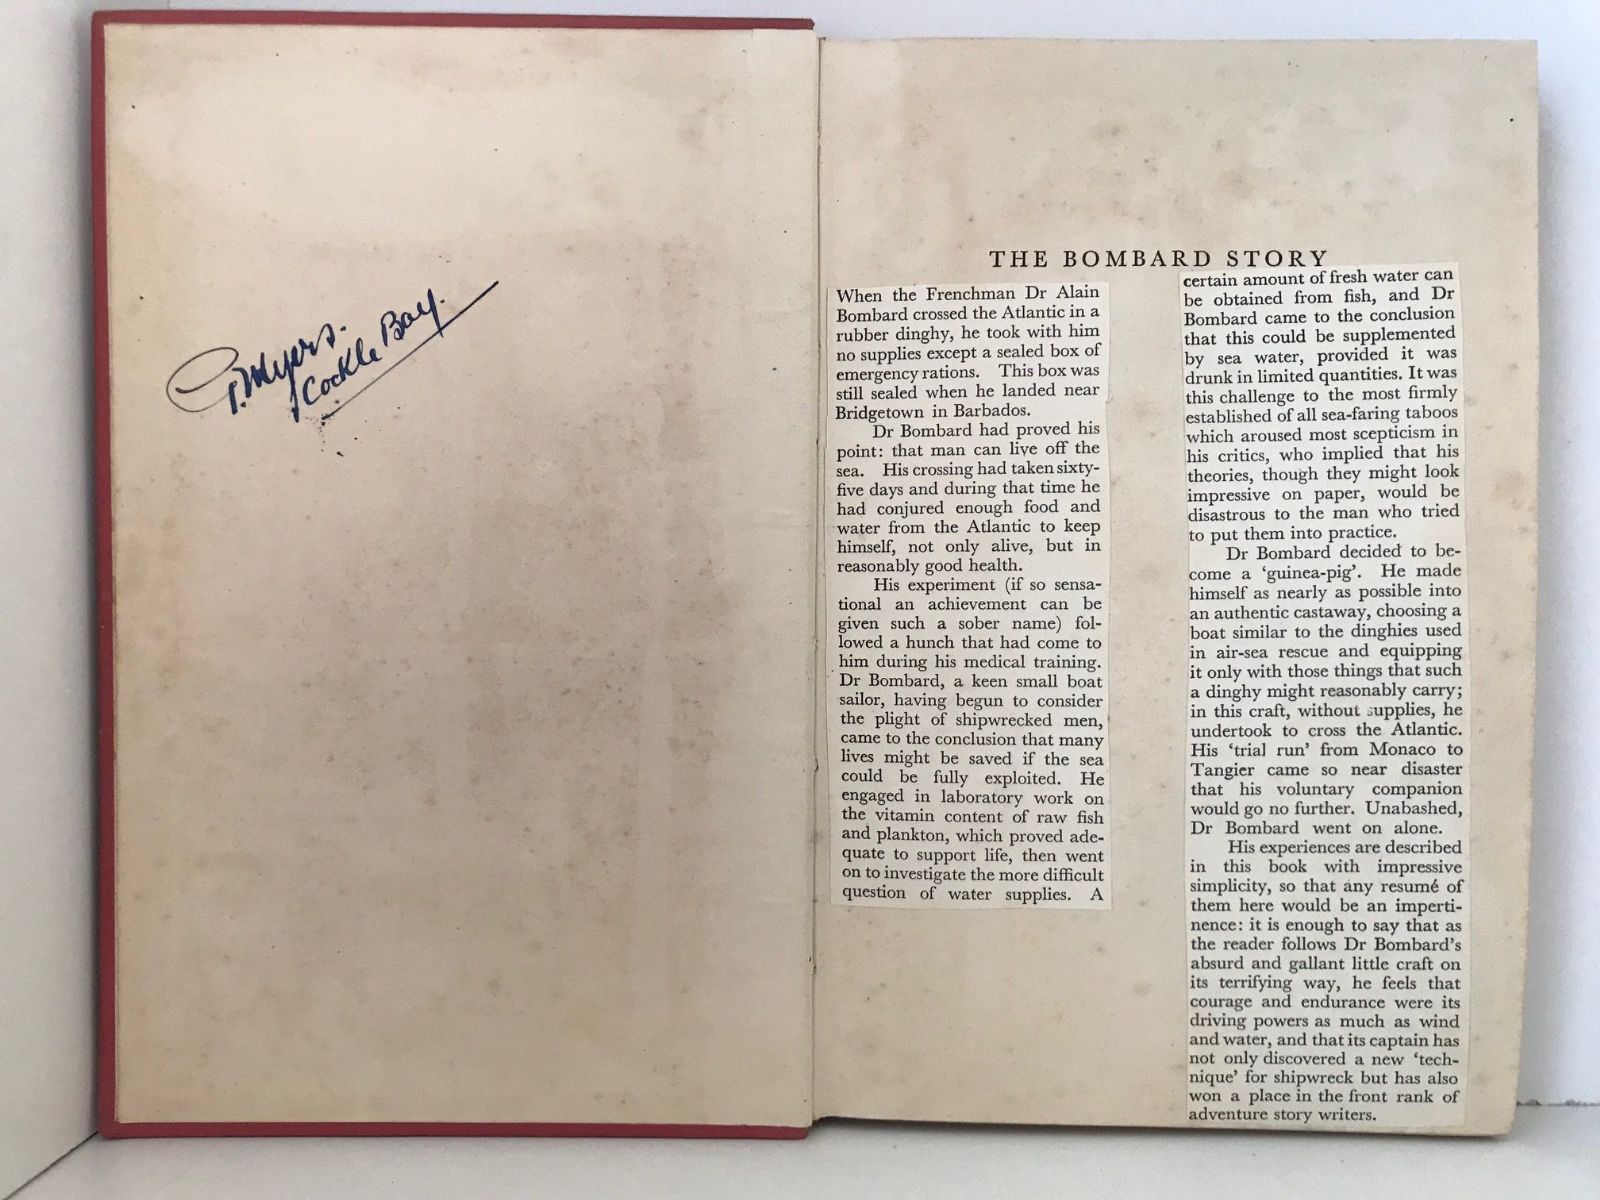 P. Myers.
Cockle Bay.
THE BOMBARD STORY
When the Frenchman Dr Alain
Bombard crossed the Atlantic in a
rubber dinghy, he took with him
no supplies except a sealed box of
emergency rations. This box was
still sealed when he landed near
Bridgetown in Barbados.
Dr Bombard had proved his
point: that man can live off the
sea. His crossing had taken sixty-
five days and during that time he
had conjured enough food and
water from the Atlantic to keep
himself, not only alive, but in
reasonably good health.
His experiment (if so sensa-
tional an achievement can be
given such a sober name) fol-
lowed a hunch that had come to
him during his medical training.
Dr Bombard, a keen small boat
sailor, having begun to consider
the plight of shipwrecked men,
came to the conclusion that many
lives might be saved if the sea
could be fully exploited. He
engaged in laboratory work on
the vitamin content of raw fish
and plankton, which proved ade-
quate to support life, then went
on to investigate the more difficult
question of water supplies. A
certain amount of fresh water can
be obtained from fish, and Dr
Bombard came to the conclusion
that this could be supplemented
by sea water, provided it was
drunk in limited quantities. It was
this challenge to the most firmly
established of all sea-faring taboos
which aroused most scepticism in
his critics, who implied that his
theories, though they might look
impressive on paper, would be
disastrous to the man who tried
to put them into practice.
Dr Bombard decided to be-
come a ‘guinea-pig’. He made
himself as nearly as possible into
an authentic castaway, choosing a
boat similar to the dinghies used
in air-sea rescue and equipping
it only with those things that such
a dinghy might reasonably carry;
in this craft, without supplies, he
undertook to cross the Atlantic.
His ‘trial run’ from Monaco to
Tangier came so near disaster
that his voluntary companion
would go no further. Unabashed,
Dr Bombard went on alone.
His experiences are described
in this book with impressive
simplicity, so that any resumé of
them here would be an imperti-
nence: it is enough to say that as
the reader follows Dr Bombard’s
absurd and gallant little craft on
its terrifying way, he feels that
courage and endurance were its
driving powers as much as wind
and water, and that its captain has
not only discovered a new ‘tech-
nique’ for shipwreck but has also
won a place in the front rank of
adventure story writers.